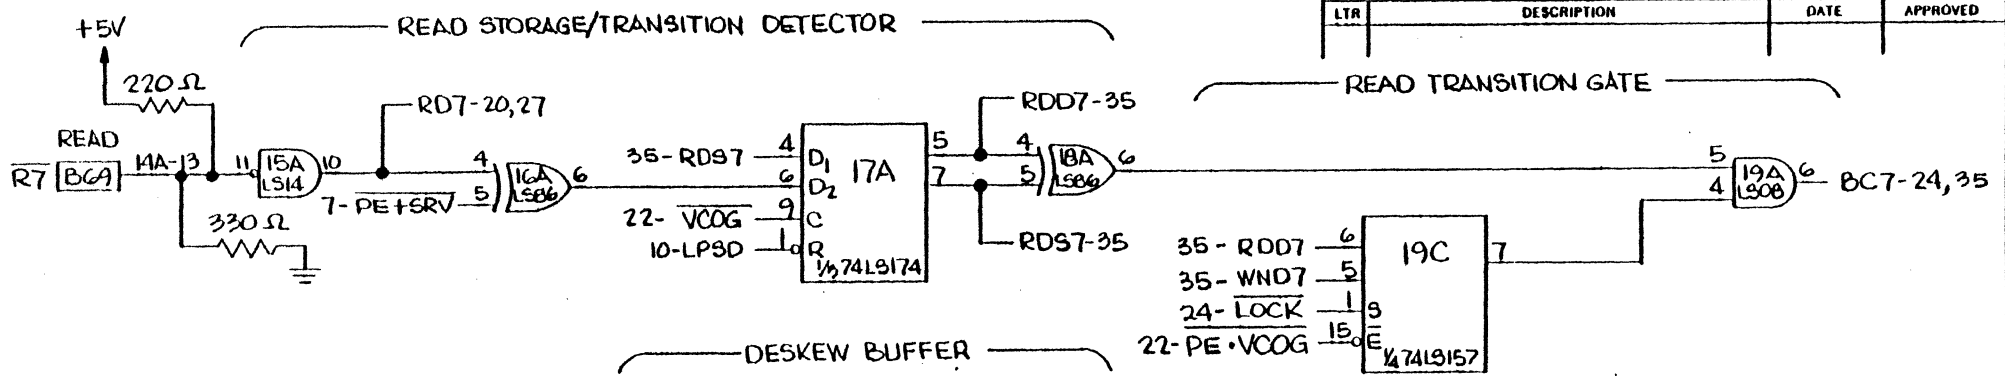 LTR DESCRIPTION DATE APPROVED
READ STORAGE/TRANSITION DETECTOR
READ TRANSITION GATE
+5V
220 Ω
RD7-20,27
RDD7-35
READ
R7 B69 14A-13 11 15A LS14 10
4 16A LS86 6
7-PE+SRV 5
35-RDS7 4 D1 17A 5
6 D2 7
22- VCOG 9 C
10-LPSD 1 R
1/3 74LS174
4 18A LS86 6
5
RDS7-35
5 19A LS08 6 BC7-24,35
4
330 Ω
35-RDD7 6 19C 7
35-WND7 5
24-LOCK 1 S
22-PE·VCOG 15 E
1/4 74LS157
DESKEW BUFFER